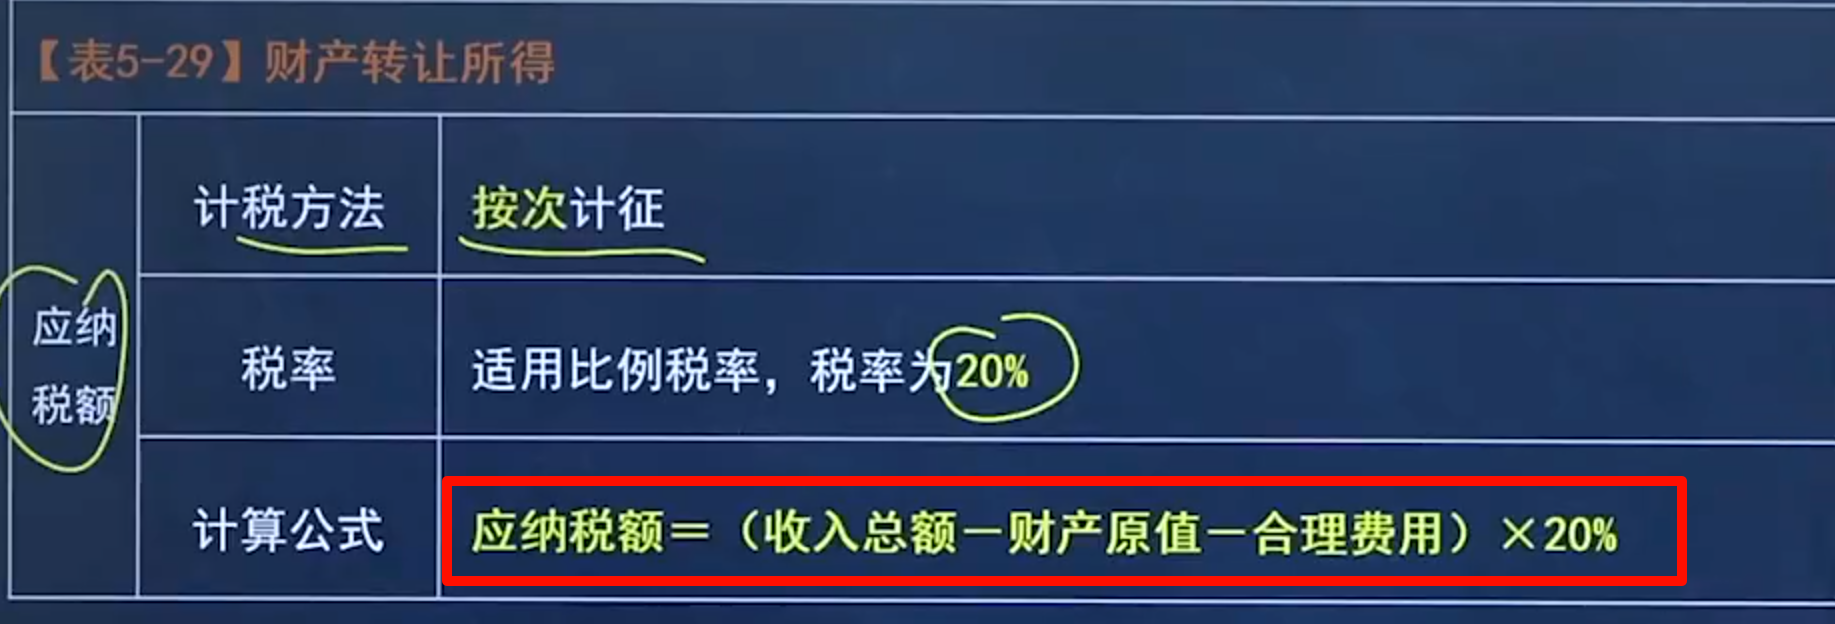 【表5-29】财产转让所得
计税方法
按次计征
应纳
税额
税率
适用比例税率，税率为20%
计算公式
应纳税额＝（收入总额－财产原值－合理费用）×20%